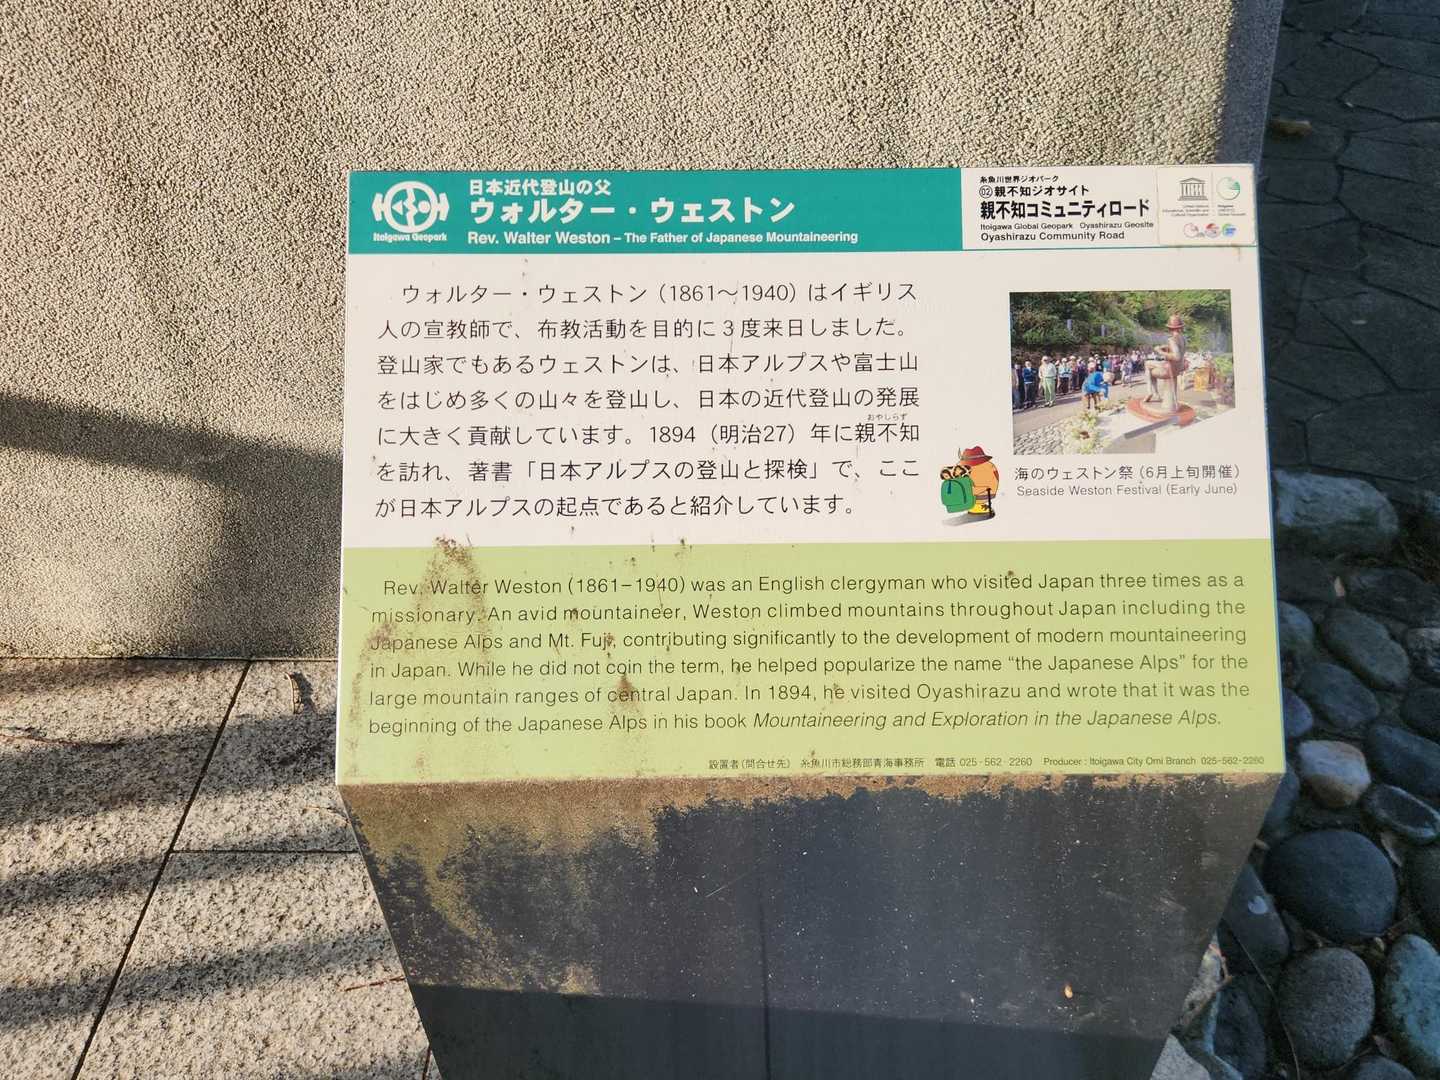 日本近代登山の父
ウォルター・ウェストン
Rev. Walter Weston – The Father of Japanese Mountaineering
Itoigawa Geopark
糸魚川世界ジオパーク
02 親不知ジオサイト
親不知コミュニティロード
Itoigawa Global Geopark Oyashirazu Geosite
Oyashirazu Community Road
ウォルター・ウェストン（1861～1940）はイギリス
人の宣教師で、布教活動を目的に３度来日しました。
登山家でもあるウェストンは、日本アルプスや富士山
をはじめ多くの山々を登山し、日本の近代登山の発展
おやしらず
に大きく貢献しています。1894（明治27）年に親不知
を訪れ、著書「日本アルプスの登山と探検」で、ここ
が日本アルプスの起点であると紹介しています。
海のウェストン祭（6月上旬開催）
Seaside Weston Festival (Early June)
Rev. Walter Weston (1861–1940) was an English clergyman who visited Japan three times as a
missionary. An avid mountaineer, Weston climbed mountains throughout Japan including the
Japanese Alps and Mt. Fuji, contributing significantly to the development of modern mountaineering
in Japan. While he did not coin the term, he helped popularize the name “the Japanese Alps” for the
large mountain ranges of central Japan. In 1894, he visited Oyashirazu and wrote that it was the
beginning of the Japanese Alps in his book Mountaineering and Exploration in the Japanese Alps.
設置者（問合せ先） 糸魚川市総務部青海事務所 電話 025-562-2260 Producer : Itoigawa City Omi Branch 025-562-2260